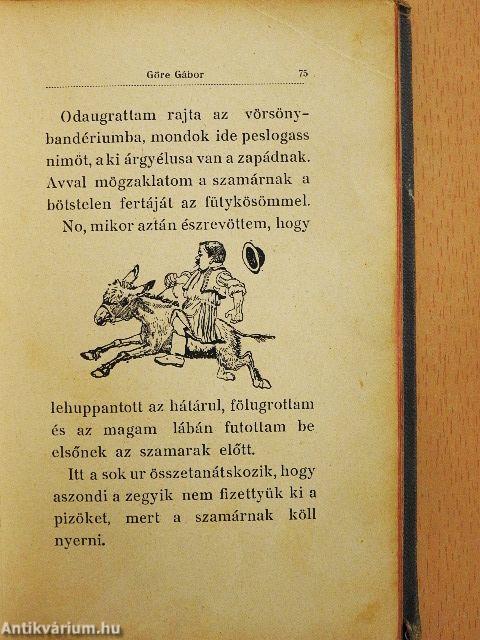 Göre Gábor 75
Odaugrattam rajta az vörsöny-
bandériumba, mondok ide peslogass
nimöt, a ki árgyélusa van a zapádnak.
Avval mögzaklatom a szamárnak a
bötstelen fertáját az fütykösömmel.
No, mikor aztán észrevöttem, hogy
lehuppantott az hátárul, fölugrottam
és az magam lábán futottam be
elsőnek az szamarak előtt.
Itt a sok ur összetanátskozik, hogy
aszondi a zegyik nem fizettyük ki a
pizöket, mert a szamárnak köll
nyerni.
Antikvárium.hu